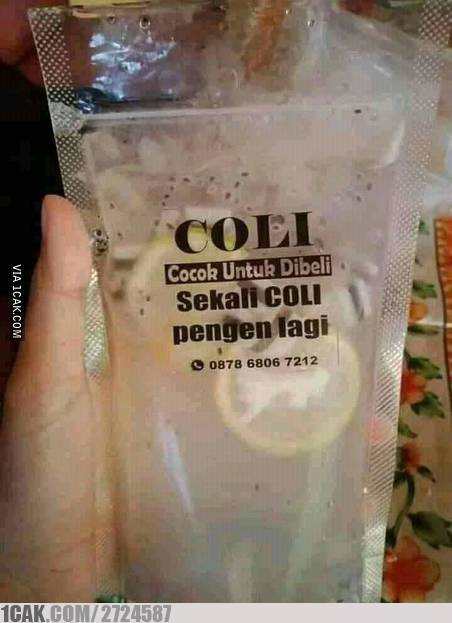 COLI
Cocok Untuk Dibeli
Sekali COLI
pengen lagi
0878 6806 7212
VIA 1CAK.COM
1CAK.COM/2724587